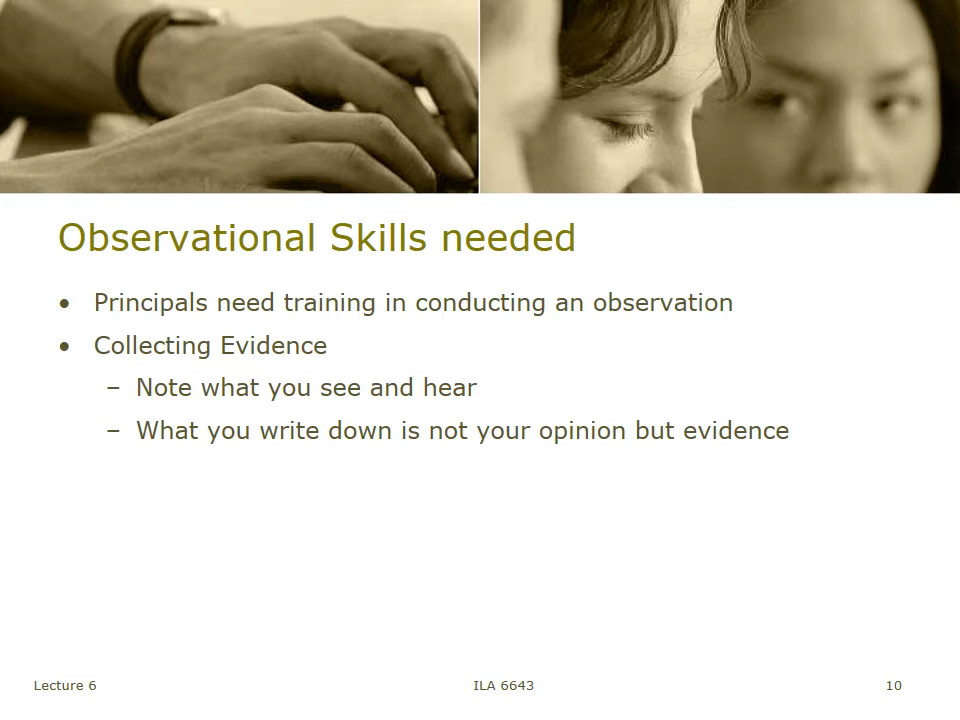 Observational Skills needed
• Principals need training in conducting an observation
• Collecting Evidence
– Note what you see and hear
– What you write down is not your opinion but evidence
Lecture 6 ILA 6643 10